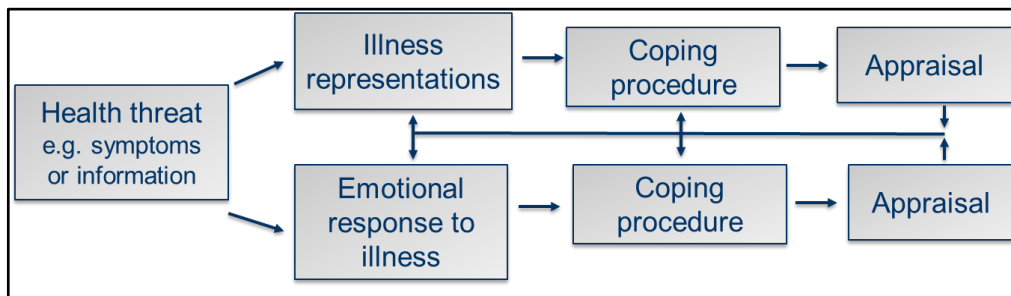 Health threat
e.g. symptoms
or information
Illness
representations
Coping
procedure
Appraisal
Emotional
response to
illness
Coping
procedure
Appraisal